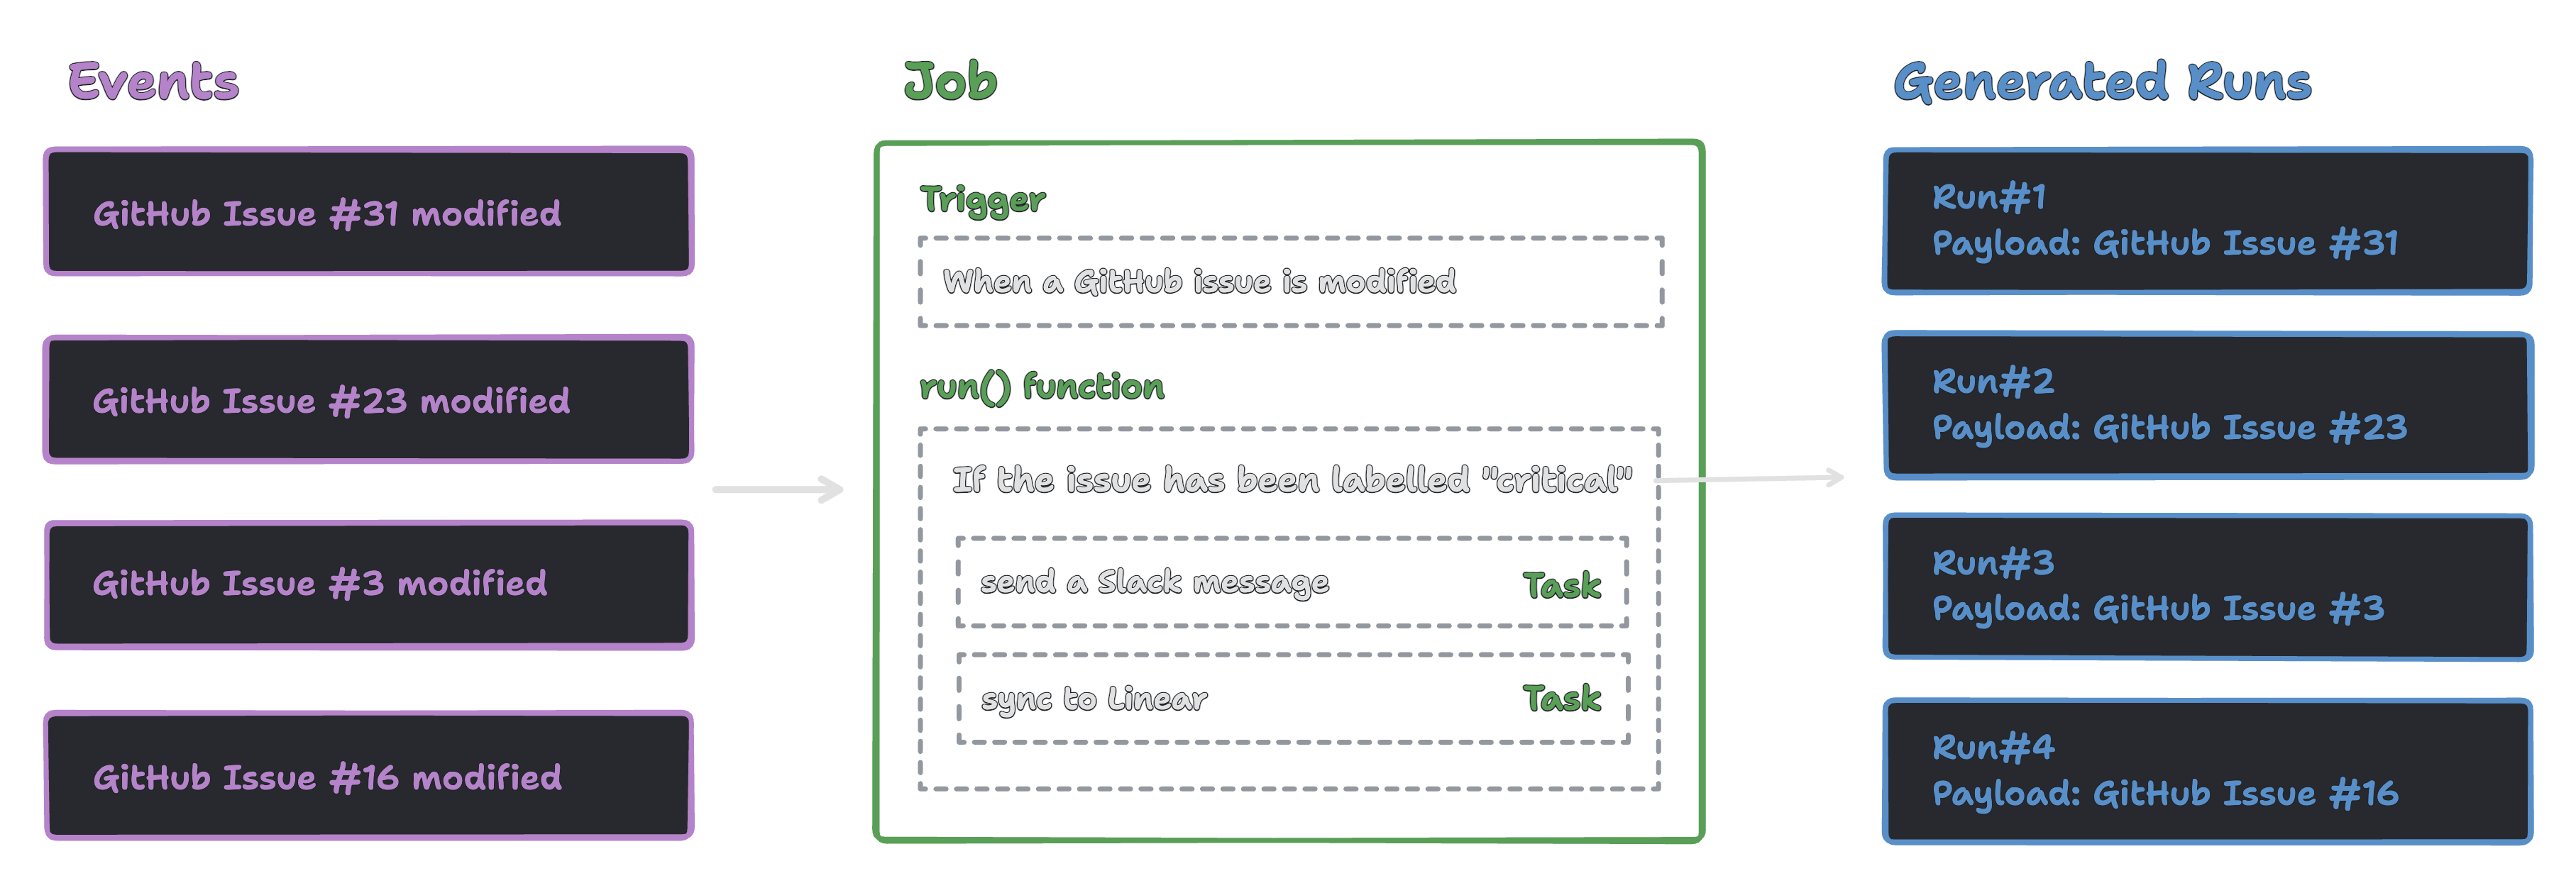 Events
GitHub Issue #31 modified
GitHub Issue #23 modified
GitHub Issue #3 modified
GitHub Issue #16 modified
Job
Trigger
When a GitHub issue is modified
run() function
If the issue has been labelled "critical"
send a Slack message Task
sync to Linear Task
Generated Runs
Run#1
Payload: GitHub Issue #31
Run#2
Payload: GitHub Issue #23
Run#3
Payload: GitHub Issue #3
Run#4
Payload: GitHub Issue #16